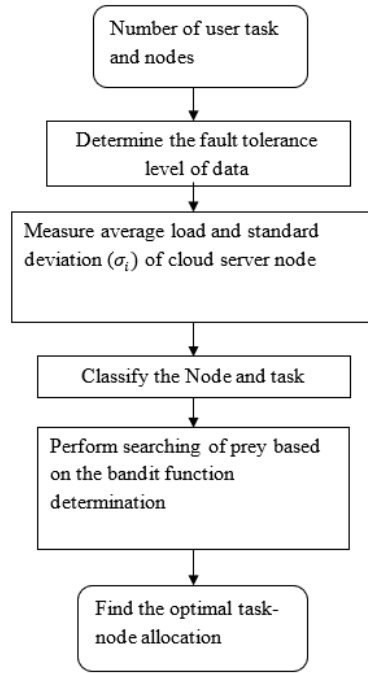 Number of user task
and nodes
Determine the fault tolerance
level of data
Measure average load and standard
deviation (σᵢ) of cloud server node
Classify the Node and task
Perform searching of prey based
on the bandit function
determination
Find the optimal task-
node allocation